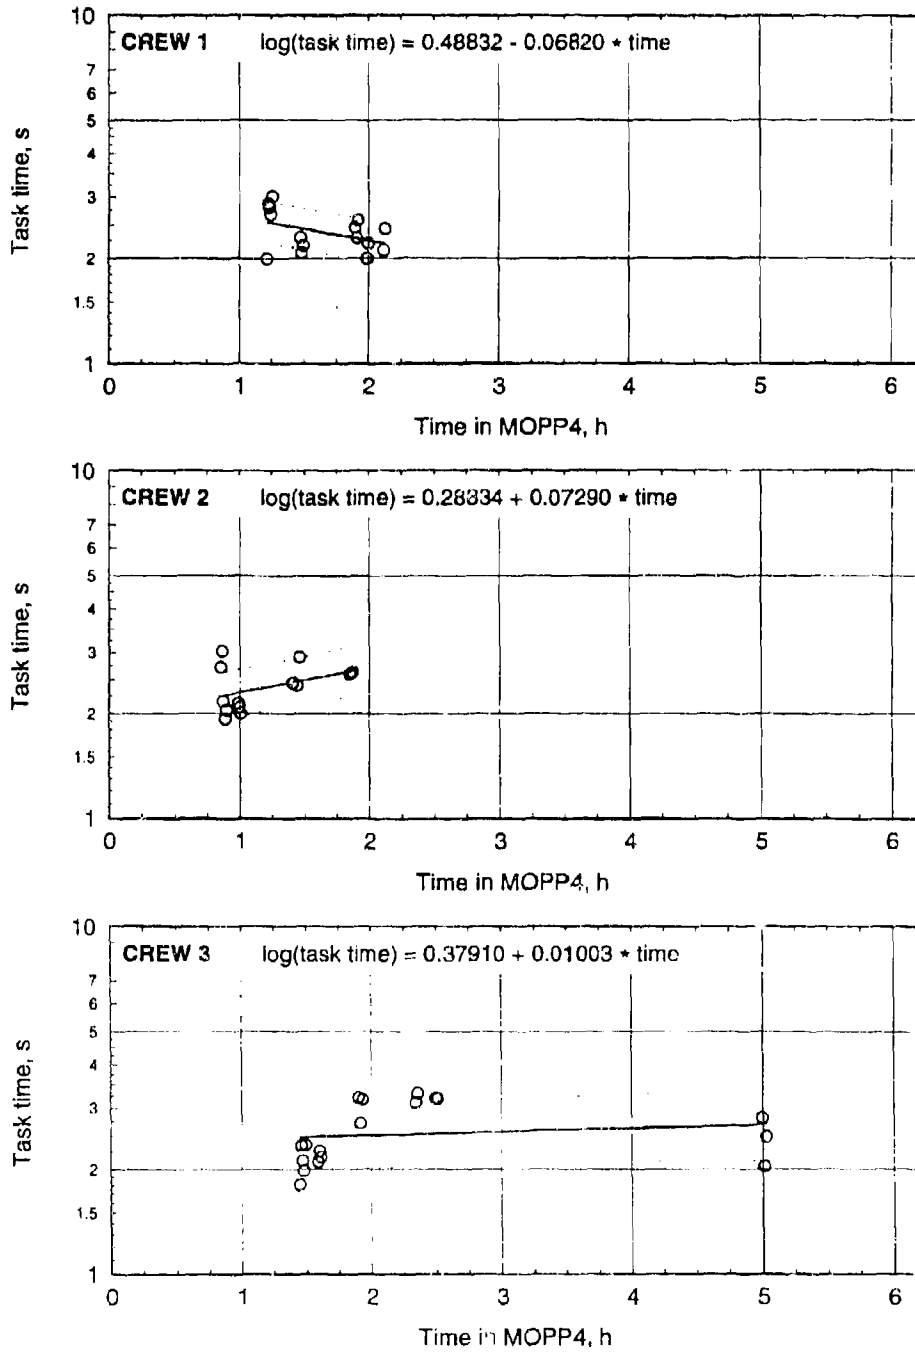 10
CREW 1 log(task time) = 0.48832 - 0.06820 * time
7
6
5
4
3
2
1.5
1
Task time, s
0 1 2 3 4 5 6
Time in MOPP4, h
10
CREW 2 log(task time) = 0.28834 + 0.07290 * time
7
6
5
4
3
2
1.5
1
Task time, s
0 1 2 3 4 5 6
Time in MOPP4, h
10
CREW 3 log(task time) = 0.37910 + 0.01003 * time
7
6
5
4
3
2
1.5
1
Task time, s
0 1 2 3 4 5 6
Time in MOPP4, h